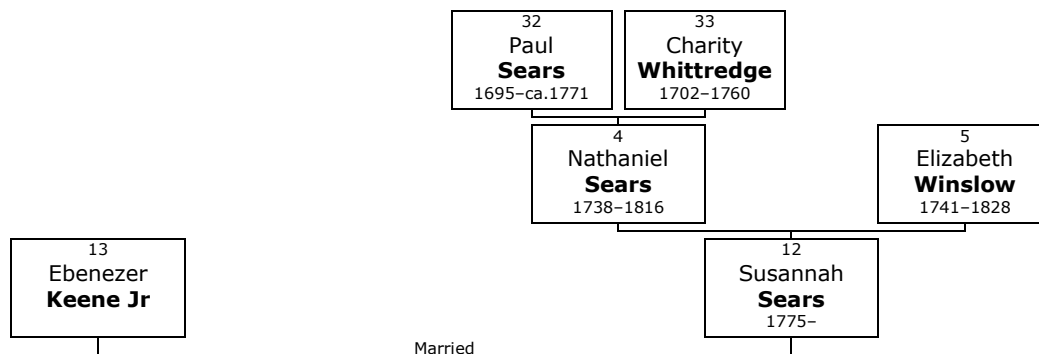 32
Paul
Sears
1695–ca.1771
33
Charity
Whittredge
1702–1760
4
Nathaniel
Sears
1738–1816
5
Elizabeth
Winslow
1741–1828
13
Ebenezer
Keene Jr
12
Susannah
Sears
1775–
Married